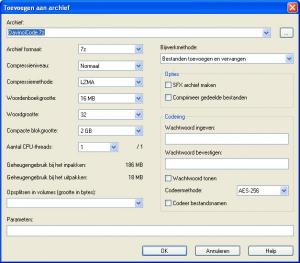 Toevoegen aan archief
Archief:
DavinciCode.7z
...
Archief formaat: 7z
Compressieniveau: Normaal
Compressiemethode: LZMA
Woordenboekgrootte: 16 MB
Woordgrootte: 32
Compacte blokgrootte: 2 GB
Aantal CPU-threads: 1 / 1
Geheugengebruik bij het inpakken: 186 MB
Geheugengebruik bij het uitpakken: 18 MB
Opsplitsen in volumes (grootte in bytes):
Bijwerkmethode:
Bestanden toevoegen en vervangen
Opties
SFX archief maken
Comprimeer gedeelde bestanden
Codering
Wachtwoord ingeven:
Wachtwoord bevestigen:
Wachtwoord tonen
Codeermethode: AES-256
Codeer bestandsnamen
Parameters:
OK
Annuleren
Help